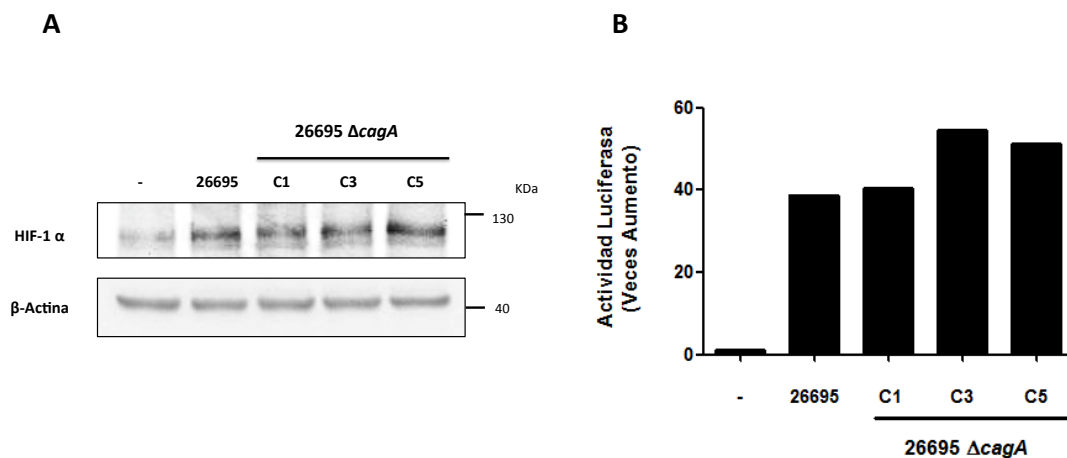 A
26695 ΔcagA
- 26695 C1 C3 C5 KDa
130
HIF-1 α
β-Actina
40
B
Actividad Luciferasa
(Veces Aumento)
60
40
20
0
- 26695 C1 C3 C5
26695 ΔcagA